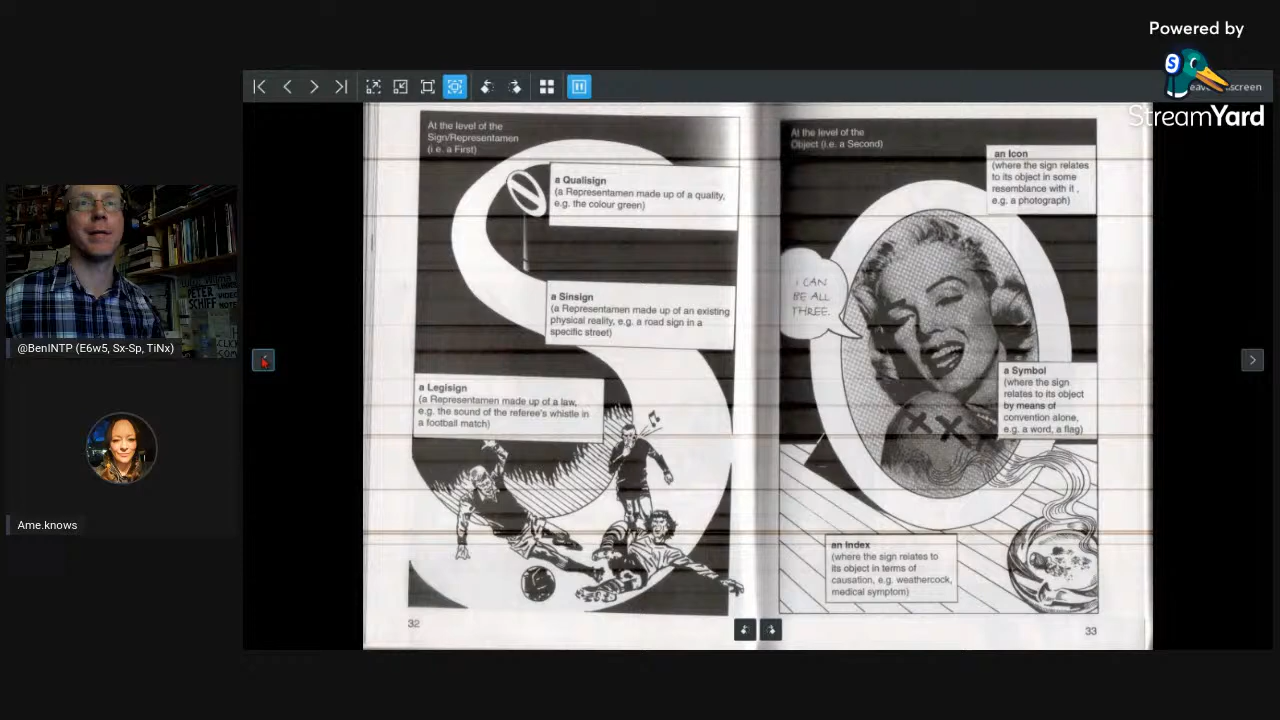 Powered by
StreamYard
@BenINTP (E6w5, Sx-Sp, TiNx)
PETER
SCHIFF
Ame.knows
At the level of the
Sign/Representamen
(i.e. a First)
a Qualisign
(a Representamen made up of a quality,
e.g. the colour green)
a Sinsign
(a Representamen made up of an existing
physical reality, e.g. a road sign in a
specific street)
a Legisign
(a Representamen made up of a law,
e.g. the sound of the referee's whistle in
a football match)
32
At the level of the
Object (i.e. a Second)
an Icon
(where the sign relates
to its object in some
resemblance with it ,
e.g. a photograph)
I CAN
BE ALL
THREE.
a Symbol
(where the sign
relates to its object
by means of
convention alone,
e.g. a word, a flag)
an Index
(where the sign relates to
its object in terms of
causation, e.g. weathercock,
medical symptom)
33